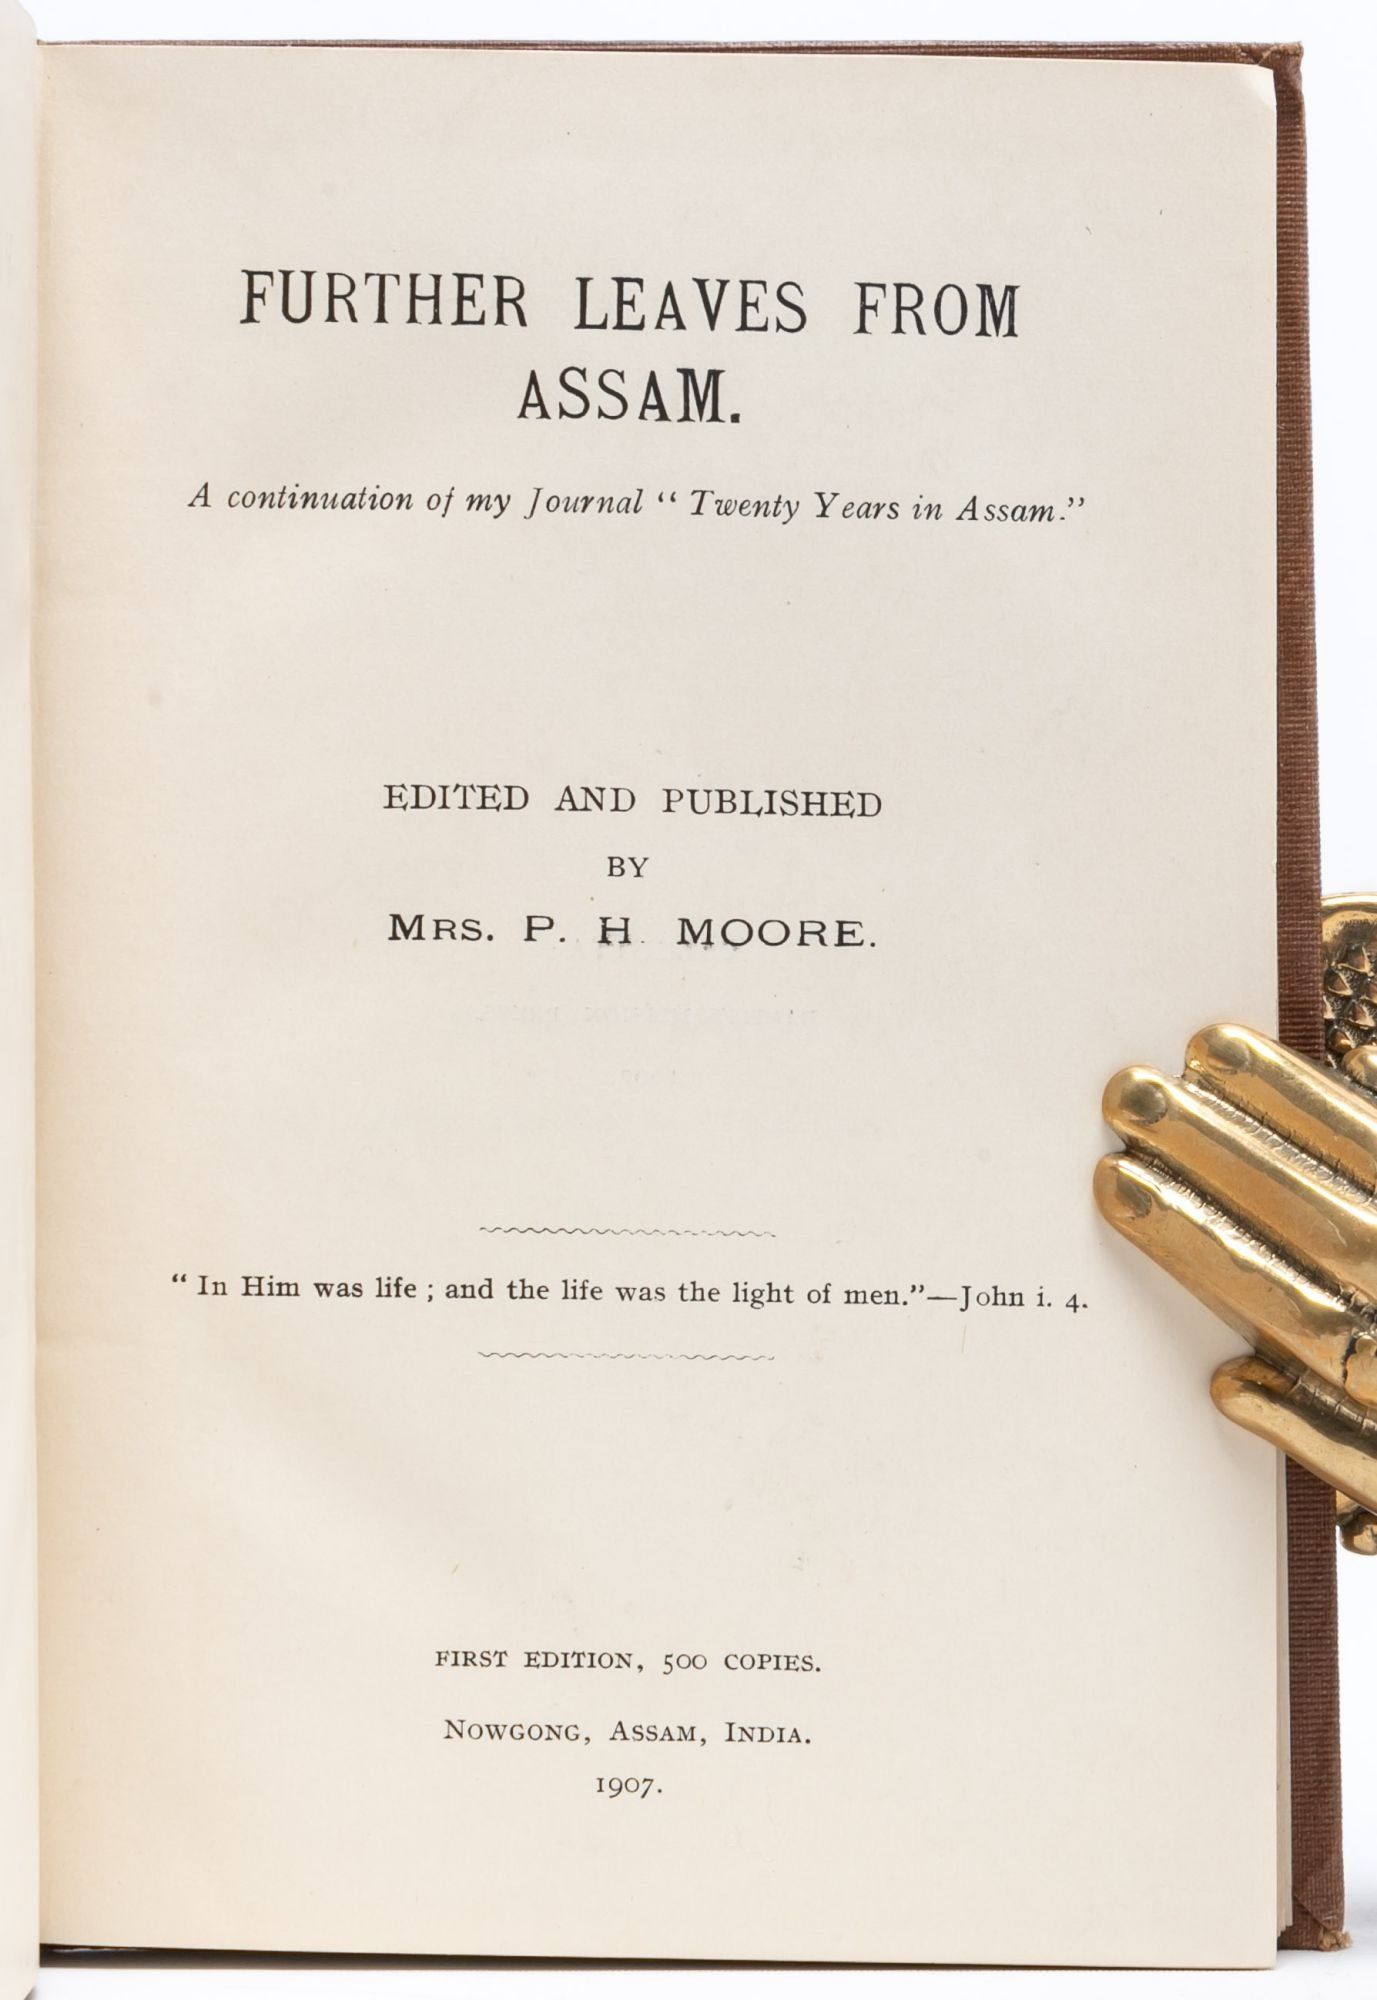 FURTHER LEAVES FROM
ASSAM.
A continuation of my Journal “ Twenty Years in Assam.”
EDITED AND PUBLISHED
BY
MRS. P. H. MOORE.
“ In Him was life ; and the life was the light of men.”—John i. 4.
FIRST EDITION, 500 COPIES.
NOWGONG, ASSAM, INDIA.
1907.